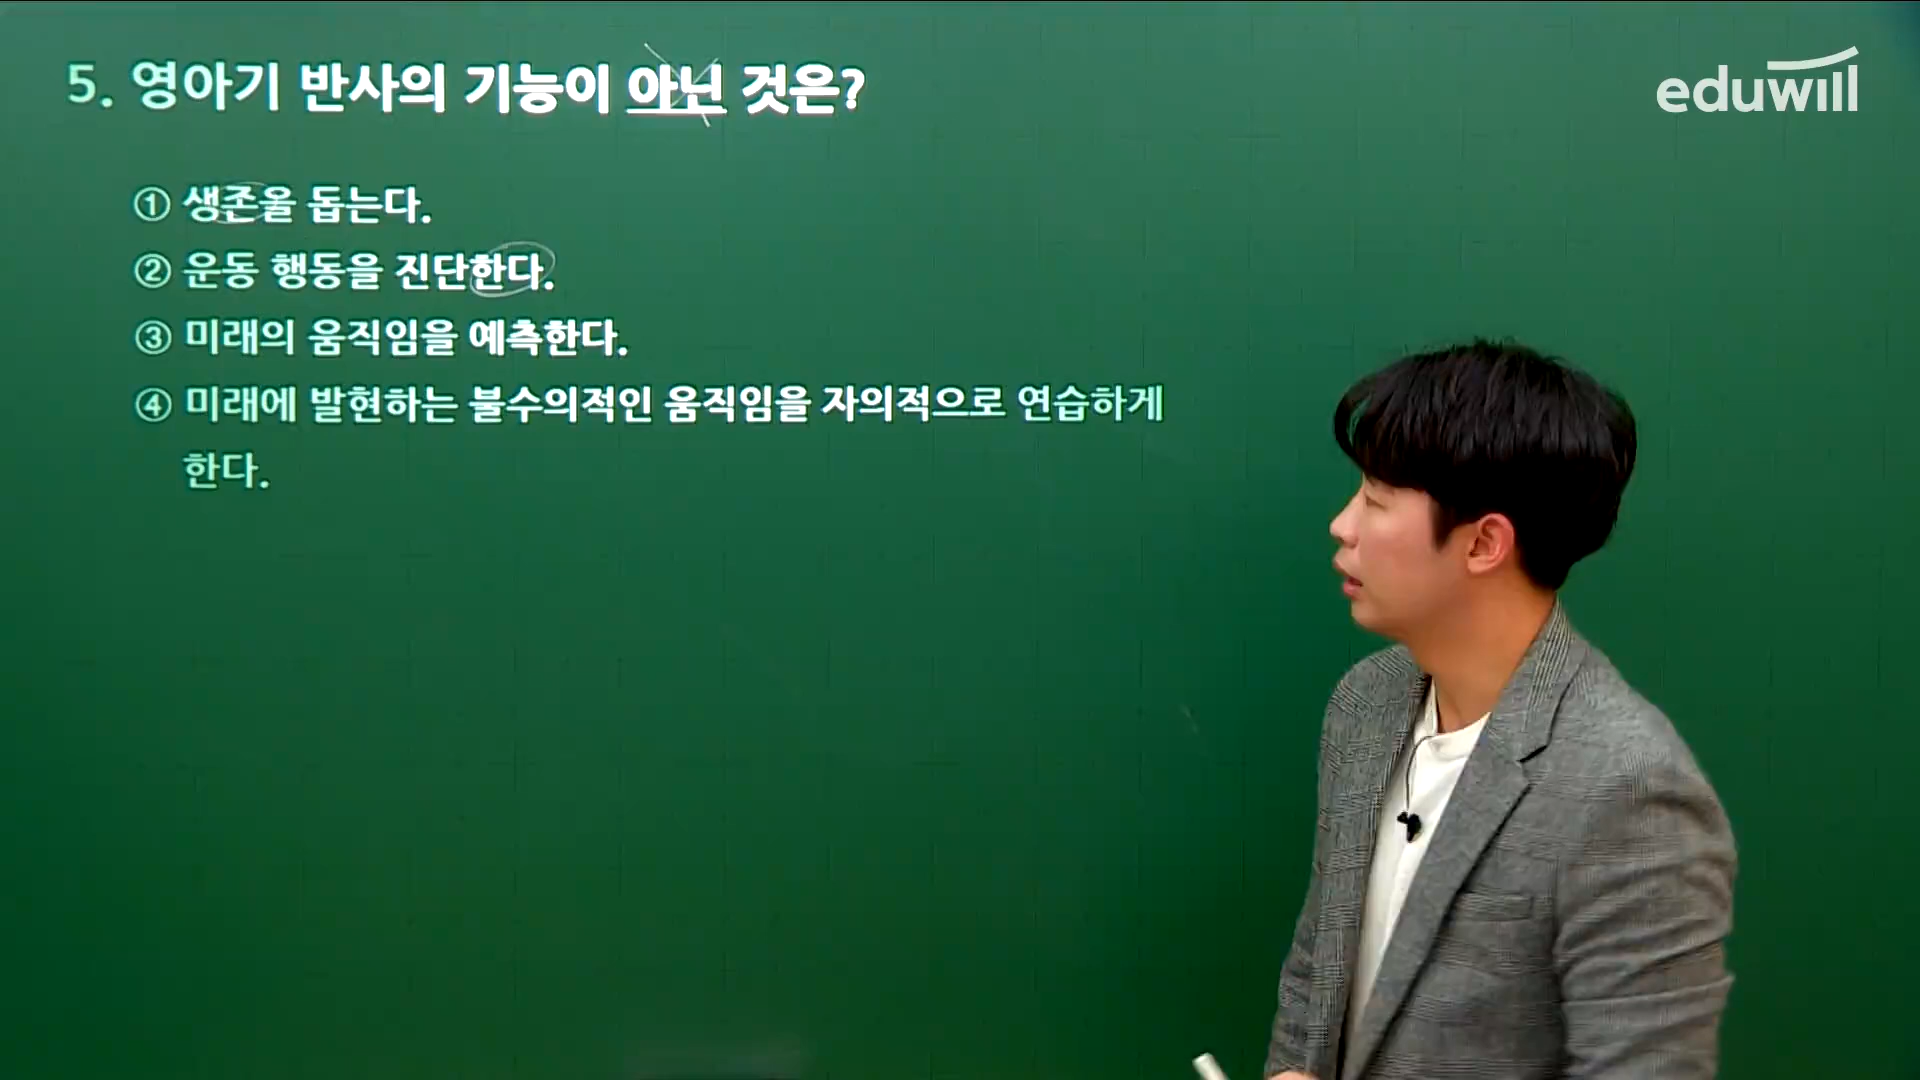 5. 영아기 반사의 기능이 아닌 것은?
eduwill
① 생존올 돕는다.
② 운동 행동을 진단한다.
③ 미래의 움직임을 예측한다.
④ 미래에 발현하는 불수의적인 움직임을 자의적으로 연습하게
한다.